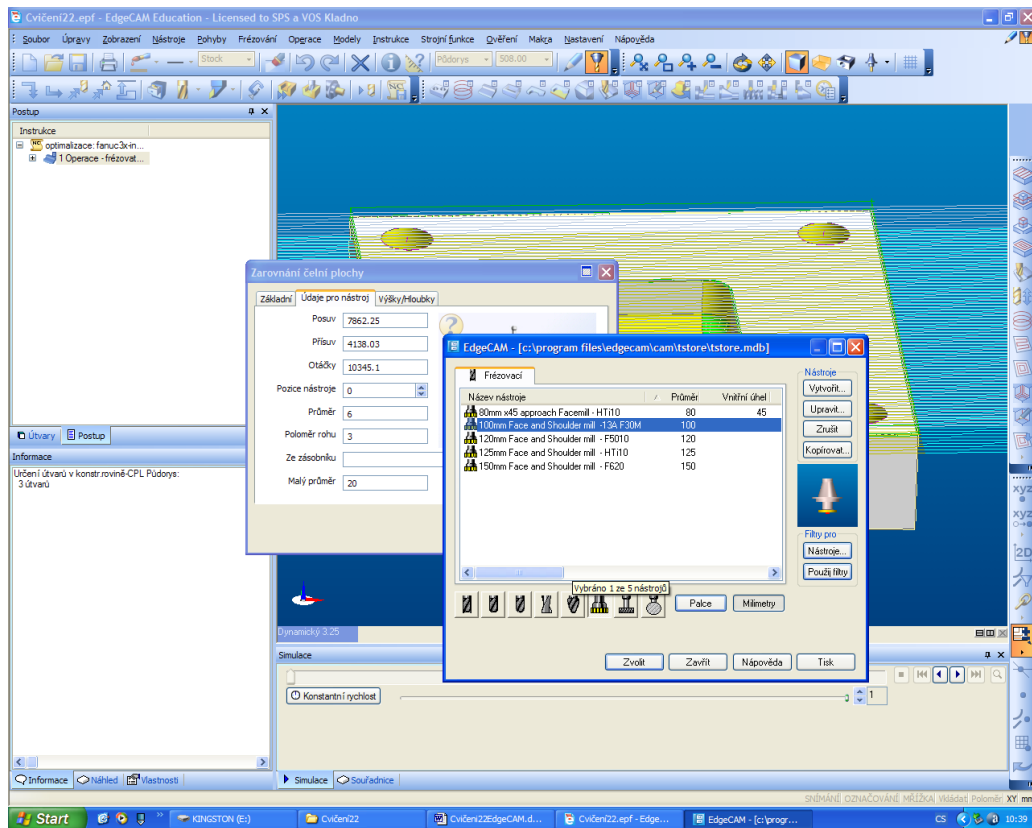 Cvičení22.epf - EdgeCAM Education - Licensed to SPS a VOS Kladno
Soubor Úpravy Zobrazení Nástroje Pohyby Frézování Operace Modely Instrukce Strojní funkce Ověření Makra Nastavení Nápověda
Stock Půdorys 508.00
Postup
Instrukce
optimalizace: fanuc3x-in...
1 Operace - frézovat...
Útvary Postup
Informace
Určení útvarů v konstr.rovině-CPL Půdorys:
3 útvarů
Informace Náhled Vlastnosti
Zarovnání čelní plochy
Základní Údaje pro nástroj Výšky/Hloubky
Posuv 7862.25
Přísuv 4138.03
Otáčky 10345.1
Pozice nástroje 0
Průměr 6
Poloměr rohu 3
Ze zásobníku
Malý průměr 20
EdgeCAM - [c:\program files\edgecam\cam\tstore\tstore.mdb]
Frézovací
Název nástroje / Průměr Vnitřní úhel
80mm x45 approach Facemill - HTi10 80 45
100mm Face and Shoulder mill -13A F30M 100
120mm Face and Shoulder mill - F5010 120
125mm Face and Shoulder mill - HTi10 125
150mm Face and Shoulder mill - F620 150
Vybráno 1 ze 5 nástrojů
Palce Milimetry
Zvolit Zavřít Nápověda Tisk
Nástroje
Vytvořit...
Upravit...
Zrušit
Kopírovat...
Filtry pro
Nástroje...
Použij filtry
Dynamický 3.25
Simulace
Konstantní rychlost 1
Simulace Souřadnice
xyz
xyz
2D
SNÍMÁNÍ OZNAČOVÁNÍ MŘÍŽKA Vkládat Poloměr XY mm
Start KINGSTON (E:) Cvičení22 Cvičení22EdgeCAM.d... Cvičení22.epf - Edge... EdgeCAM - [c:\progr... CS 10:39